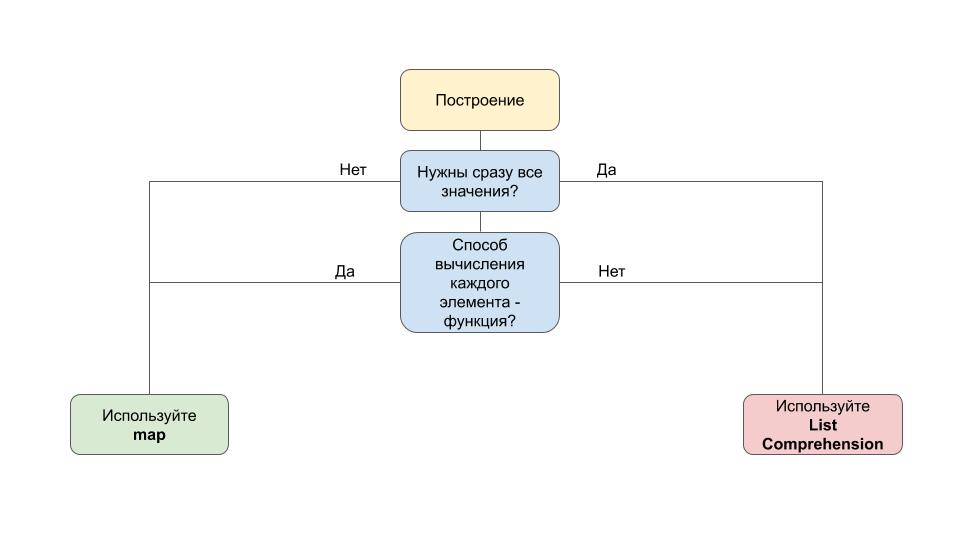 Построение
Нет
Нужны сразу все
значения?
Да
Да
Способ
вычисления
каждого
элемента -
функция?
Нет
Используйте
map
Используйте
List
Comprehension